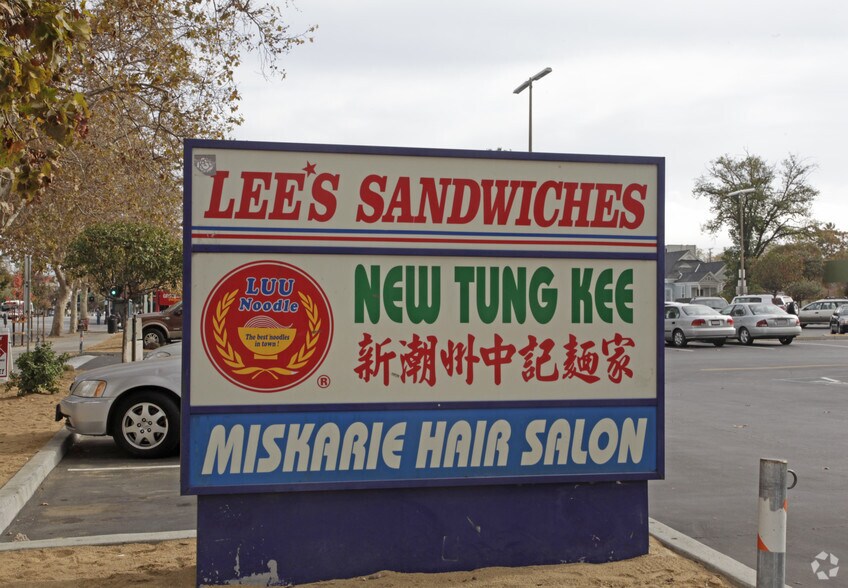 LEE'S SANDWICHES
LUU
Noodle
The best noodles
in town!
®
NEW TUNG KEE
新潮州中記麵家
MISKARIE HAIR SALON